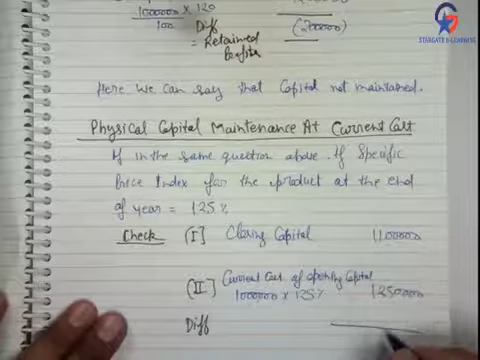 1000000 x 120
100
Diff
= Retained
Profits
(200000)
STARGATE E-LEARNING
Here we can say that Capital not maintained.
Physical Capital Maintenance At Current Cost
If in the same question above. If Specific
Price Index for the product at the end
of year = 125%
Check (I) Closing Capital 1100000
Current Cost of opening Capital
(II) 1000000 x 125% 1250000
Diff